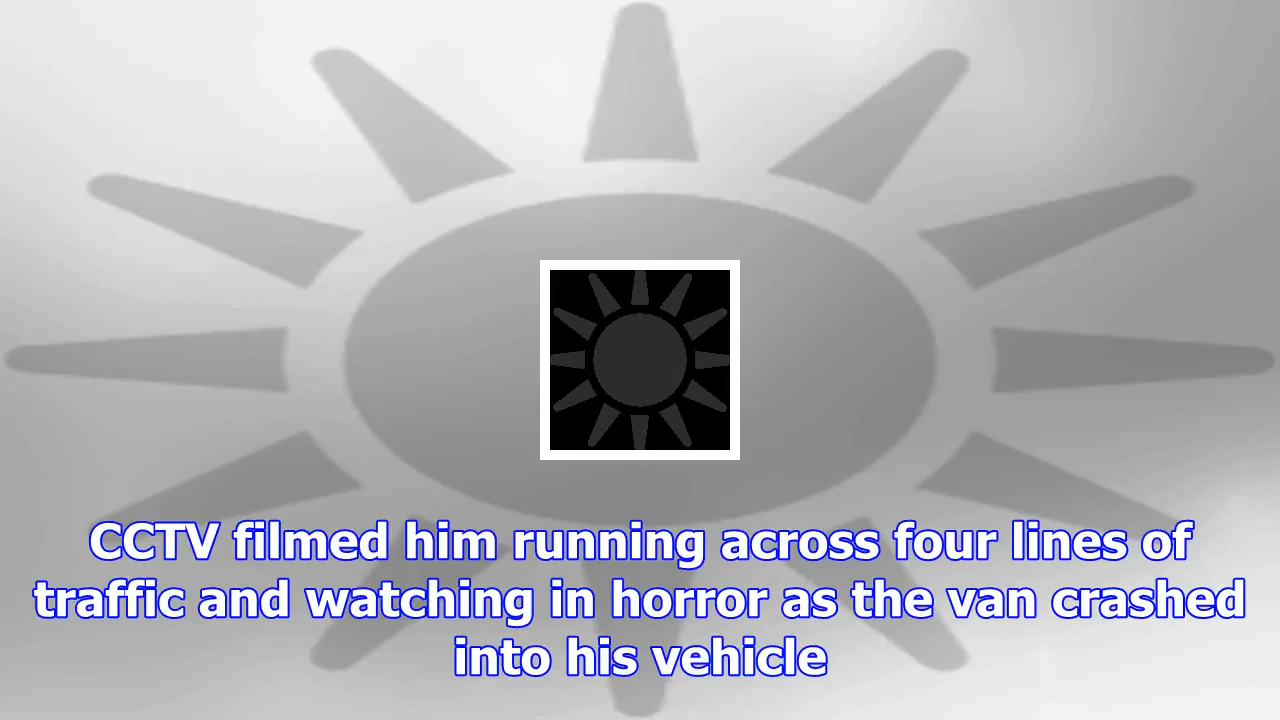 CCTV filmed him running across four lines of
traffic and watching in horror as the van crashed
into his vehicle